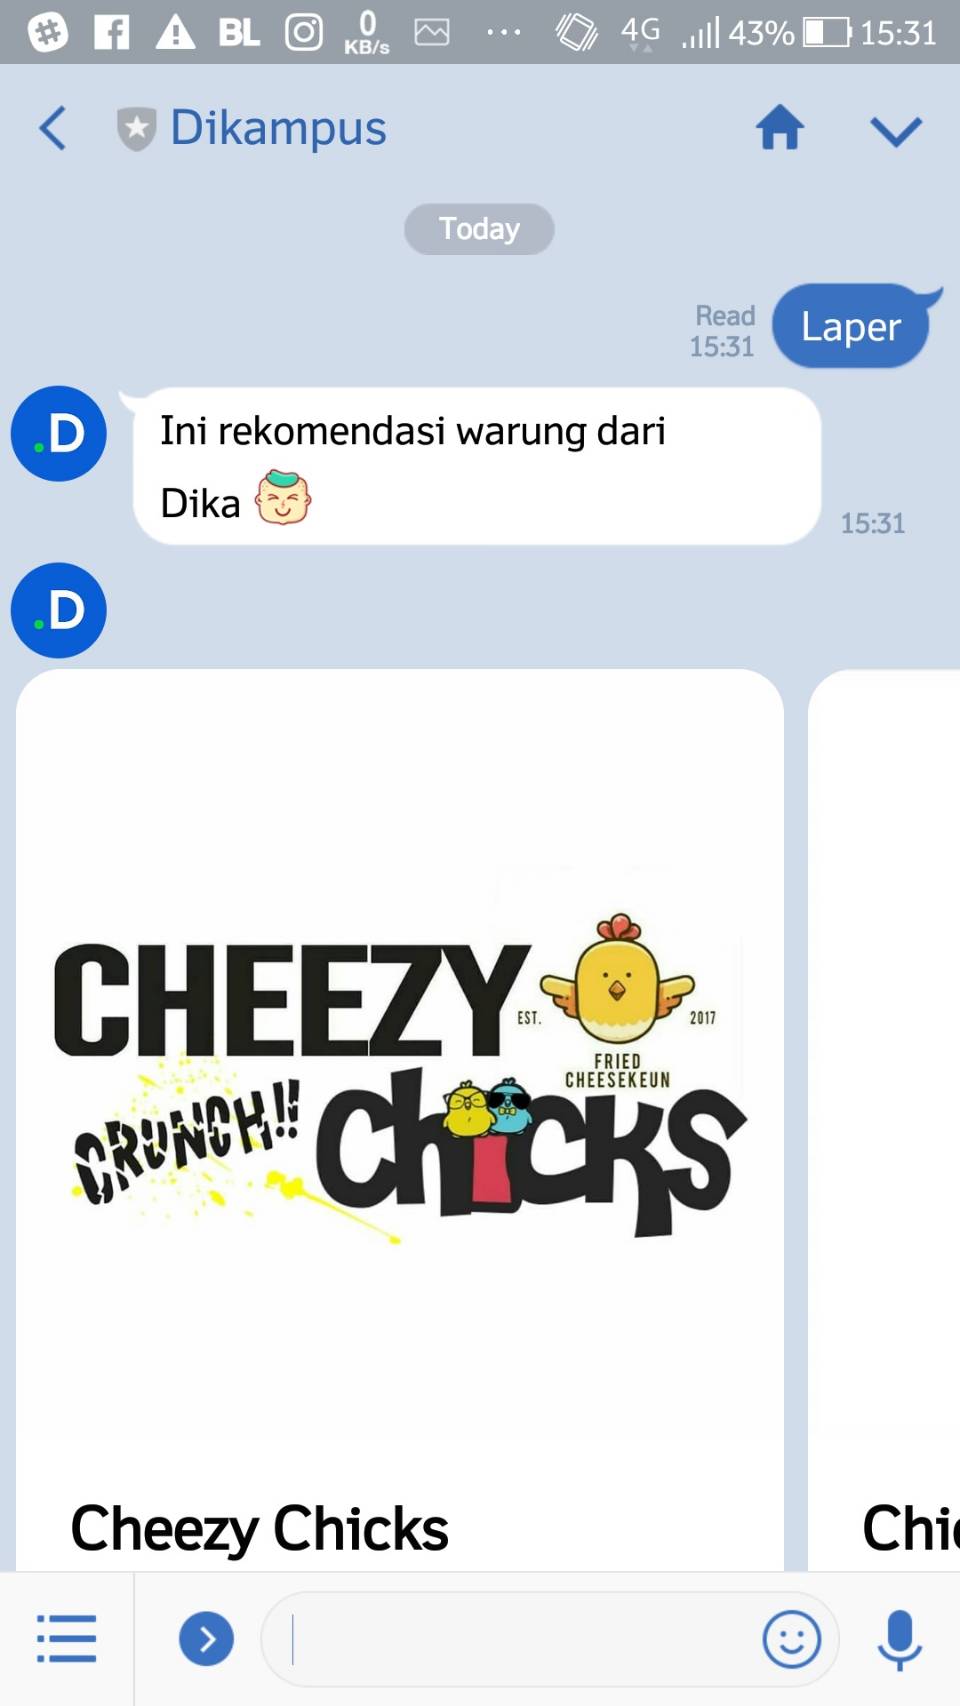 BL
0
KB/s
4G
43%
15:31
Dikampus
Today
Read
15:31
Laper
.D
Ini rekomendasi warung dari
Dika
15:31
.D
CHEEZY
EST.
2017
FRIED
CHEESEKEUN
CRUNCH!!
Chicks
Cheezy Chicks
Chic